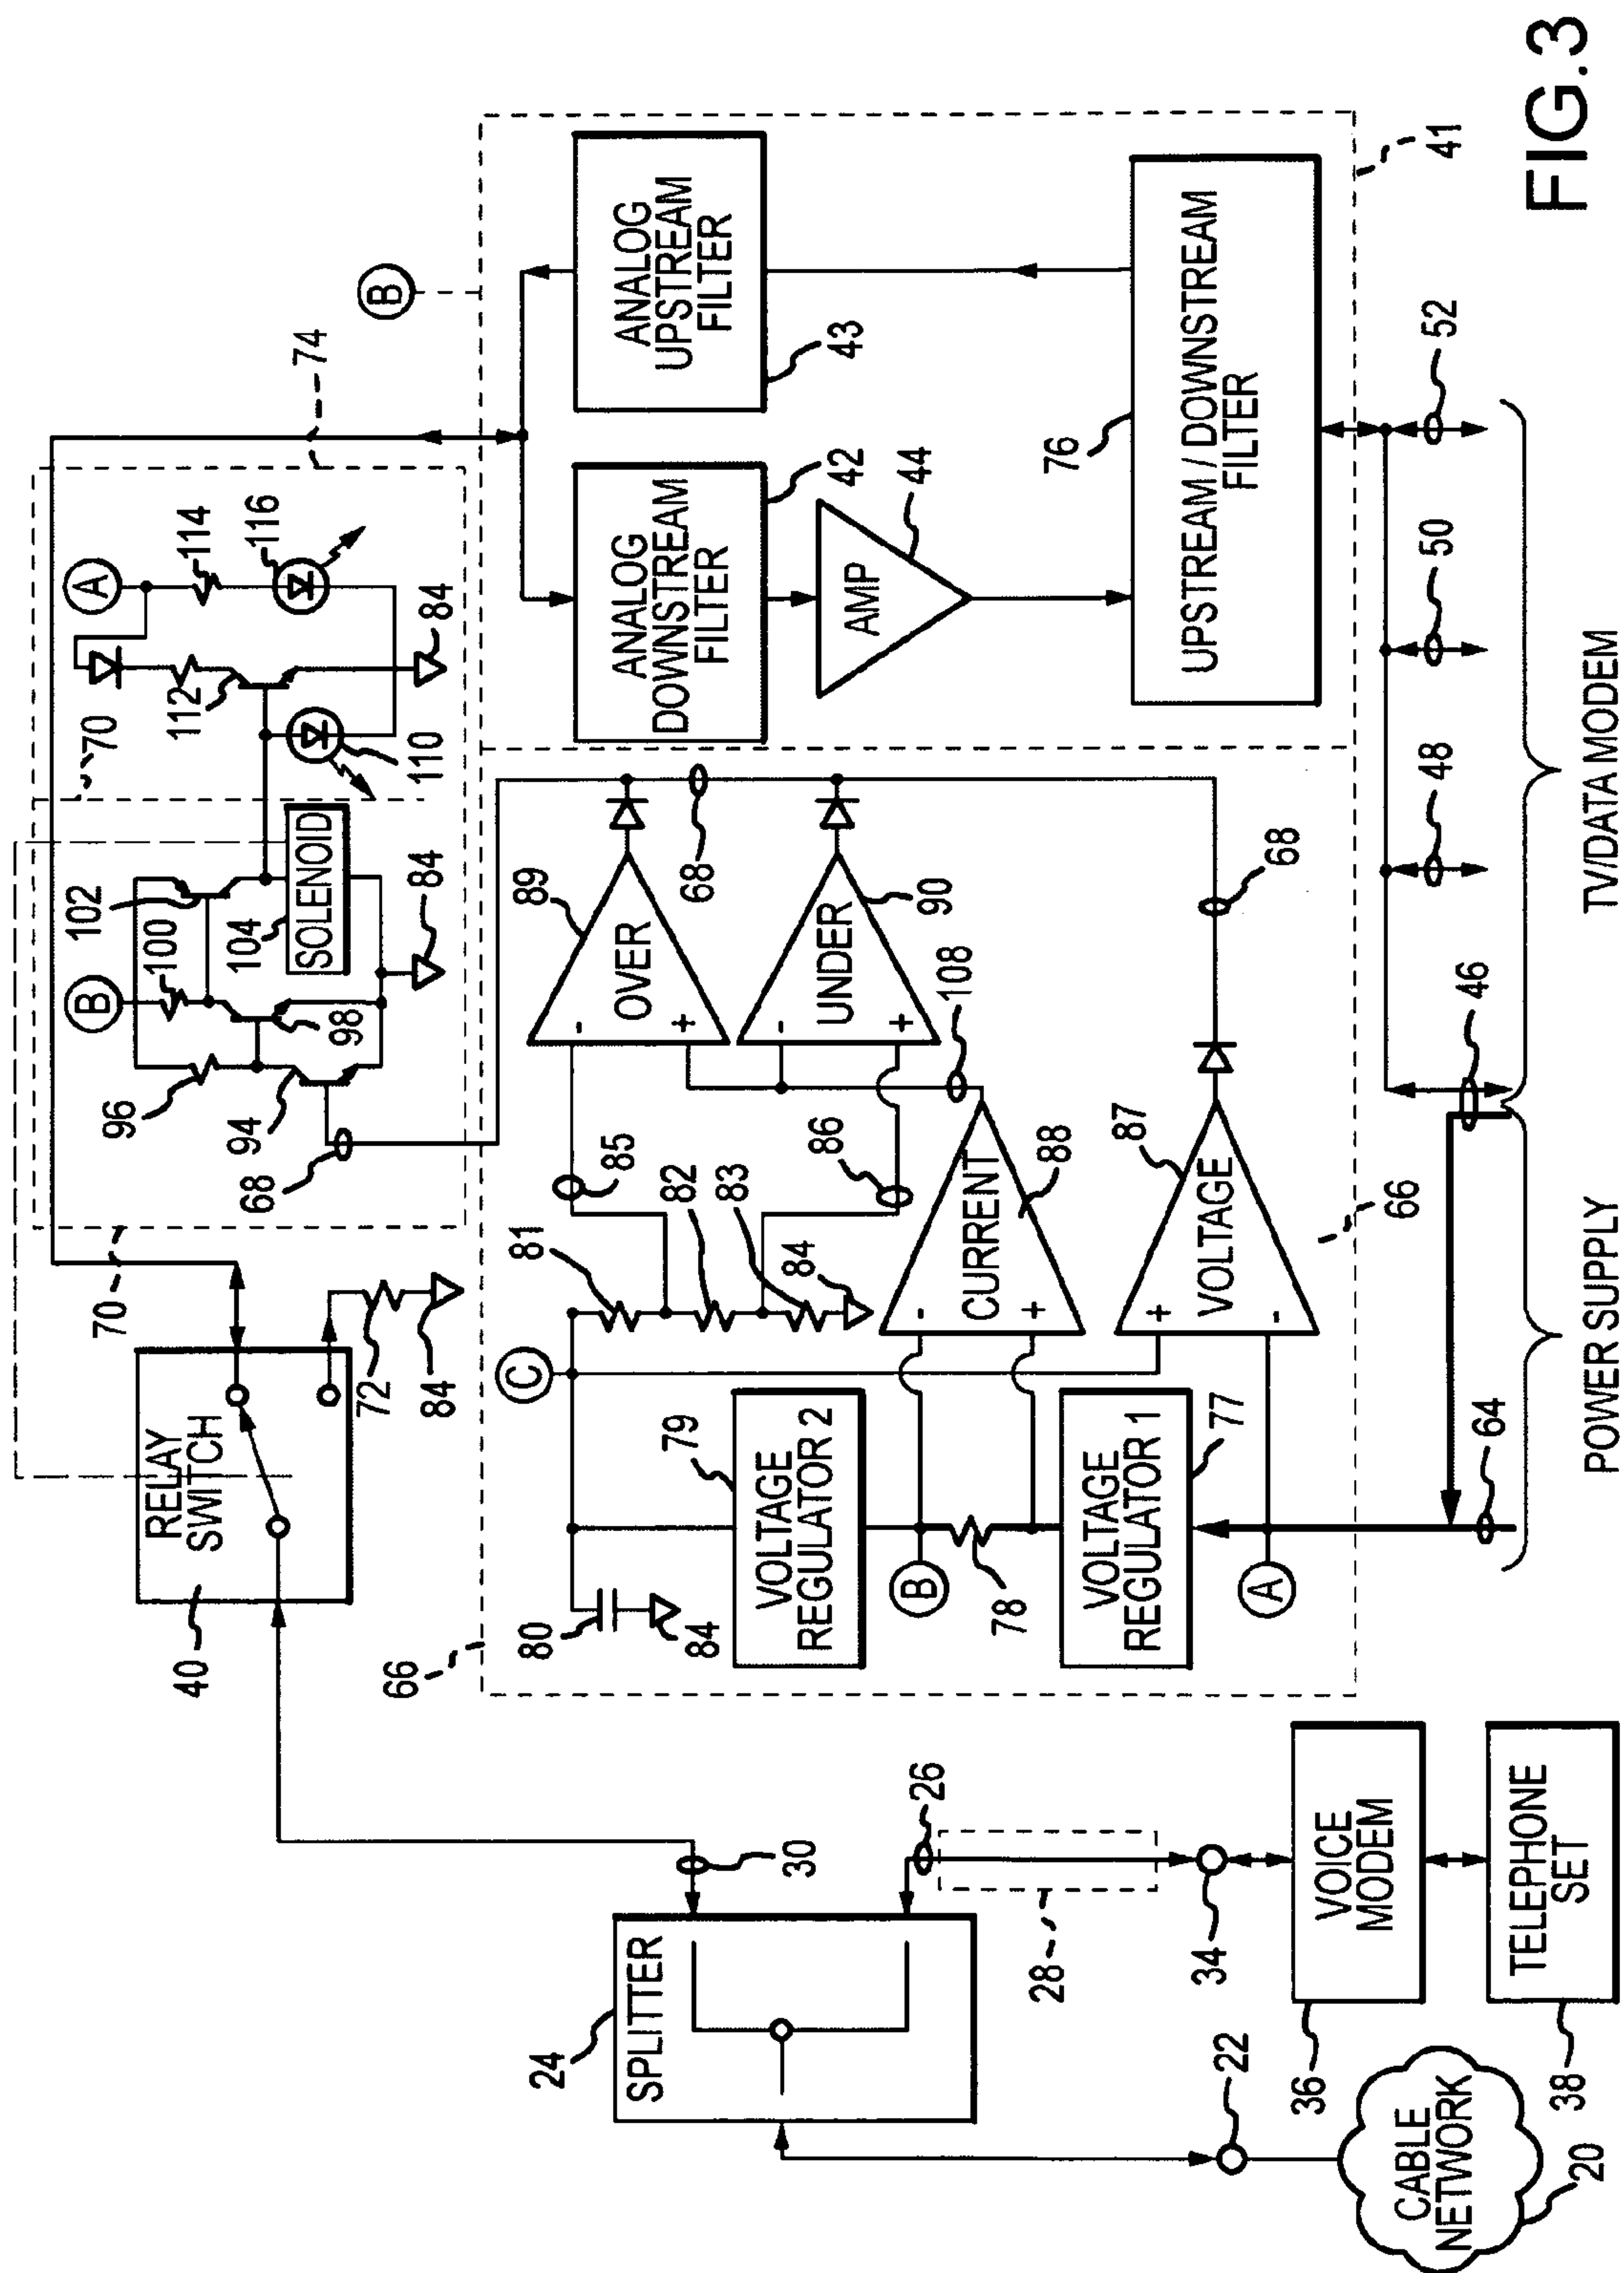 FIG.3
74
70
A
114
116
112
110
84
B
102
100
104
SOLENOID
84
96
94
98
68
70
RELAY
SWITCH
40
72
84
B
41
ANALOG
DOWNSTREAM
FILTER
42
ANALOG
UPSTREAM
FILTER
43
AMP
44
76
UPSTREAM / DOWNSTREAM
FILTER
66
C
80
84
81
82
83
84
85
86
89
OVER
-
+
68
90
UNDER
-
+
108
79
VOLTAGE
REGULATOR 2
B
78
VOLTAGE
REGULATOR 1
77
A
CURRENT
-
+
88
VOLTAGE
+
-
87
68
66
64
46
48
50
52
POWER SUPPLY
TV/DATA MODEM
24
SPLITTER
30
26
28
34
22
36
VOICE
MODEM
38
TELEPHONE
SET
CABLE
NETWORK
20